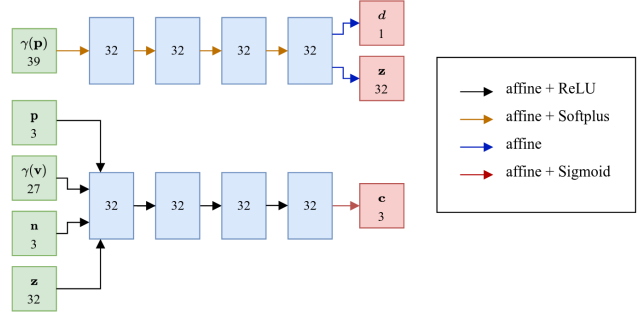 γ(p)
39
32
32
32
32
d
1
z
32
p
3
γ(v)
27
n
3
z
32
32
32
32
32
c
3
affine + ReLU
affine + Softplus
affine
affine + Sigmoid